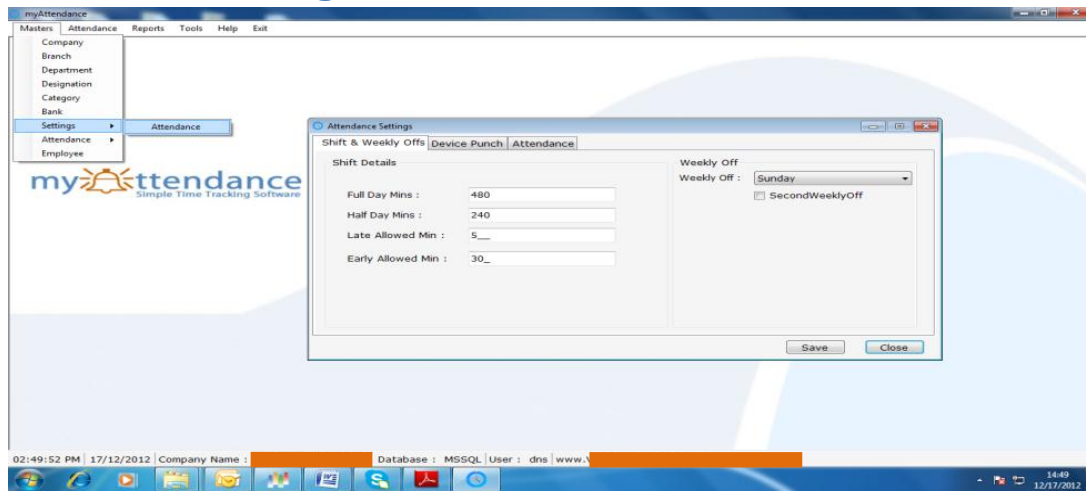 myAttendance
Masters Attendance Reports Tools Help Exit
Company
Branch
Department
Designation
Category
Bank
Settings
Attendance
Attendance
Employee
my ttendance
Simple Time Tracking Software
Attendance Settings
Shift & Weekly Offs Device Punch Attendance
Shift Details
Full Day Mins : 480
Half Day Mins : 240
Late Allowed Min : 5__
Early Allowed Min : 30_
Weekly Off
Weekly Off : Sunday
SecondWeeklyOff
Save Close
02:49:52 PM 17/12/2012 Company Name : Database : MSSQL User : dns www.
14:49
12/17/2012